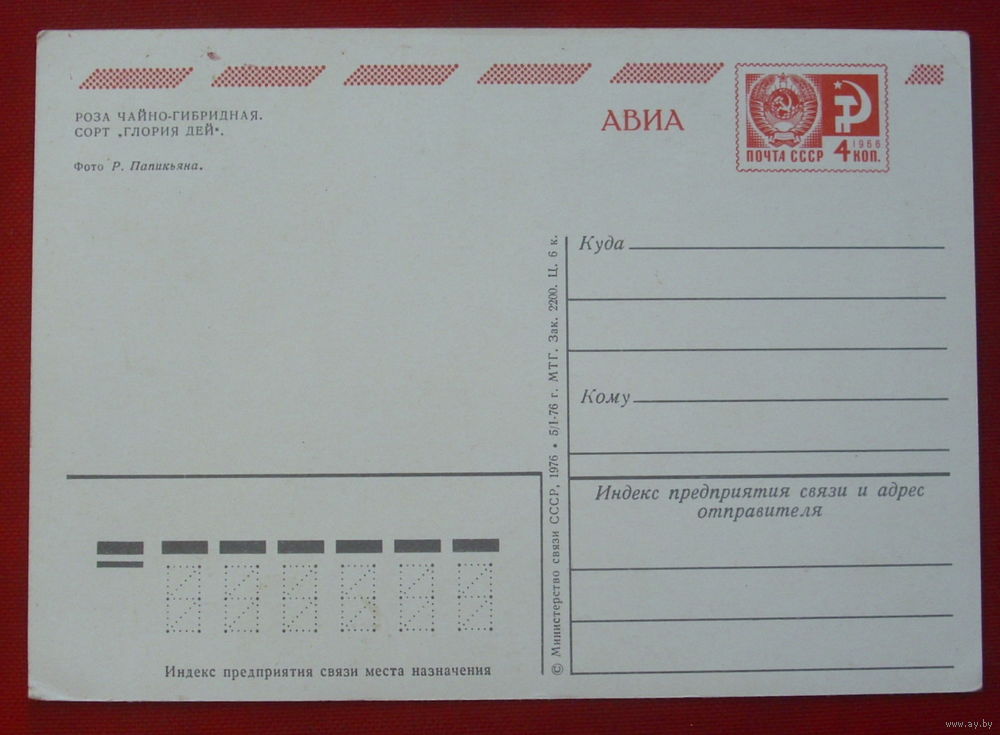 РОЗА ЧАЙНО-ГИБРИДНАЯ.
СОРТ „ГЛОРИЯ ДЕЙ“.
Фото Р. Папикьяна.
АВИА
ПОЧТА СССР 4 КОП.
1966
Куда
Кому
Индекс предприятия связи и адрес
отправителя
© Министерство связи СССР, 1976 • 5/I-76 г. МТГ. Зак. 2200. Ц. 6 к.
Индекс предприятия связи места назначения
www.ay.by